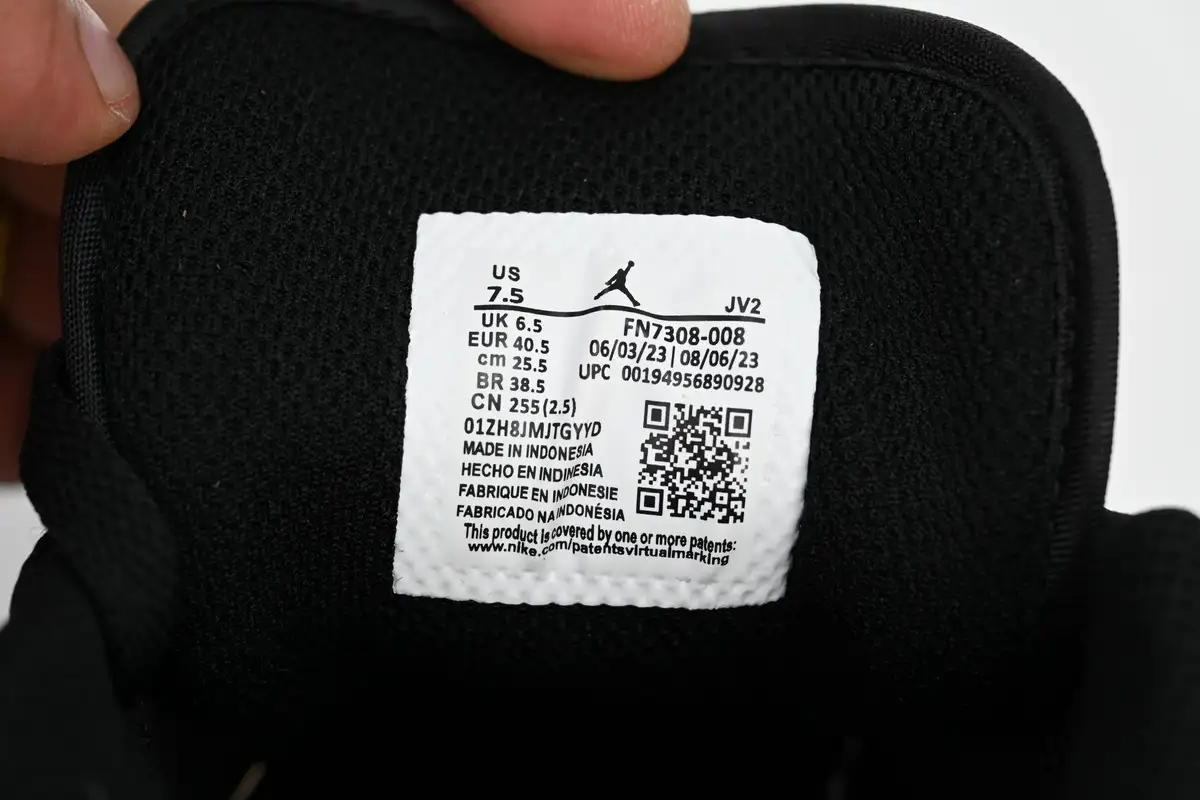 US
7.5
JV2
UK 6.5
EUR 40.5
cm 25.5
BR 38.5
CN 255(2.5)
FN7308-008
06/03/23|08/06/23
UPC 00194956890928
01ZH8JMJTGYYD
MADE IN INDONESIA
HECHO EN INDINESIA
FABRIQUE EN INDONESIE
FABRICADO NA INDONÉSIA
This product is covered by one or more patents:
www.nike.com/patentsvirtualmarking